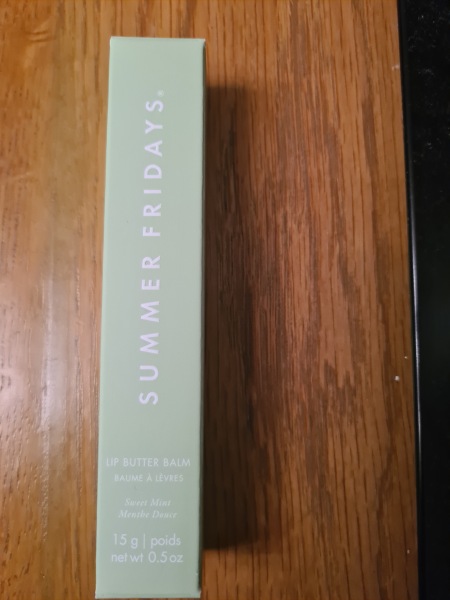 SUMMER FRIDAYS®
LIP BUTTER BALM
BAUME À LÈVRES
Sweet Mint
Menthe Douce
15 g | poids
net wt 0.5 oz